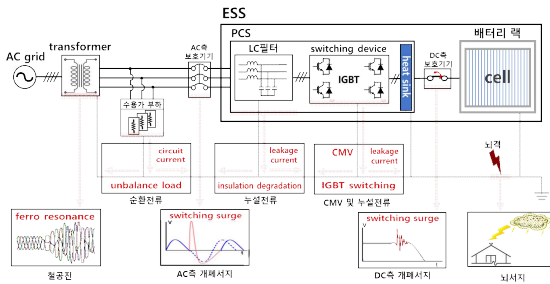 ESS
PCS
AC grid
transformer
AC측
보호기기
LC필터
switching device
IGBT
heat sink
DC측
보호기기
배터리 랙
cell
수용가 부하
circuit
current
unbalance load
순환전류
leakage
current
insulation degradation
누설전류
CMV
leakage
current
IGBT switching
CMV 및 누설전류
뇌격
ferro resonance
철공진
switching surge
V
t
AC측 개폐서지
switching surge
V
t
DC측 개폐서지
뇌서지